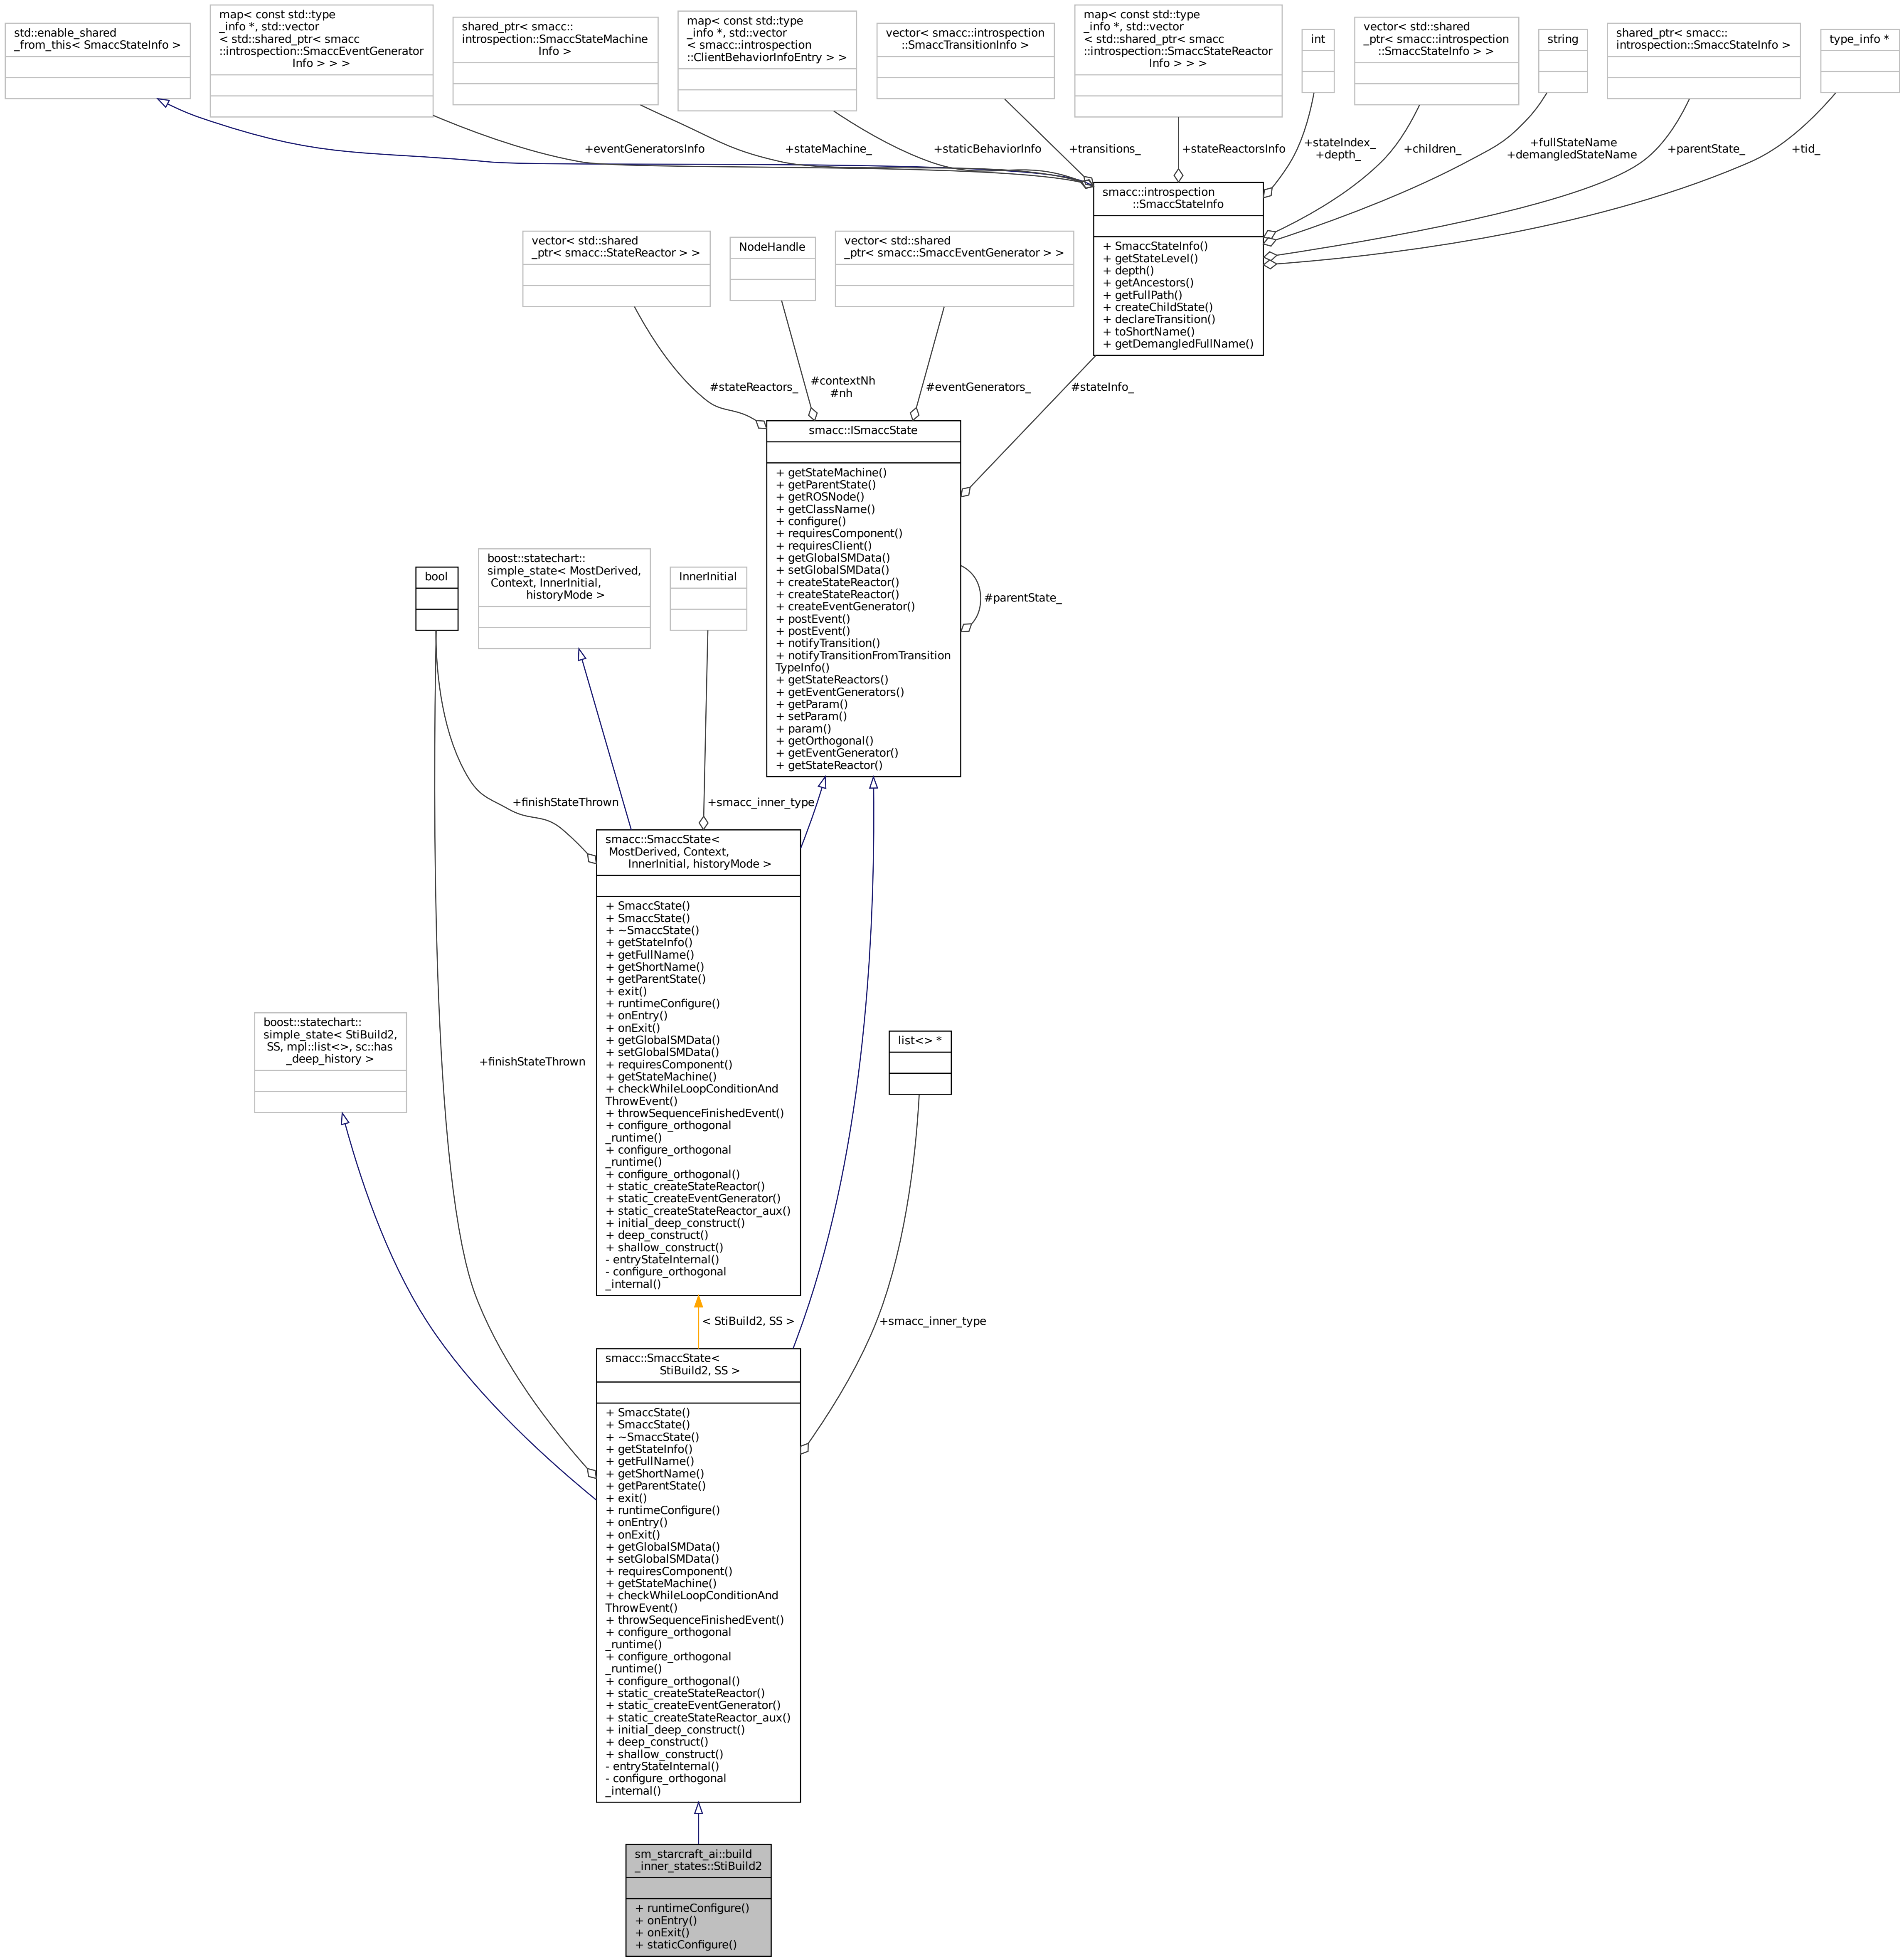 std::enable_shared
_from_this< SmaccStateInfo >
map< const std::type
_info *, std::vector
< std::shared_ptr< smacc
::introspection::SmaccEventGenerator
Info > > >
shared_ptr< smacc::
introspection::SmaccStateMachine
Info >
map< const std::type
_info *, std::vector
< smacc::introspection
::ClientBehaviorInfoEntry > >
vector< smacc::introspection
::SmaccTransitionInfo >
map< const std::type
_info *, std::vector
< std::shared_ptr< smacc
::introspection::SmaccStateReactor
Info > > >
int
vector< std::shared
_ptr< smacc::introspection
::SmaccStateInfo > >
string
shared_ptr< smacc::
introspection::SmaccStateInfo >
type_info *
+eventGeneratorsInfo
+stateMachine_
+staticBehaviorInfo
+transitions_
+stateReactorsInfo
+stateIndex_
+depth_
+children_
+fullStateName
+demangledStateName
+parentState_
+tid_
smacc::introspection
::SmaccStateInfo
+ SmaccStateInfo()
+ getStateLevel()
+ depth()
+ getAncestors()
+ getFullPath()
+ createChildState()
+ declareTransition()
+ toShortName()
+ getDemangledFullName()
vector< std::shared
_ptr< smacc::StateReactor > >
NodeHandle
vector< std::shared
_ptr< smacc::SmaccEventGenerator > >
#stateReactors_
#contextNh
#nh
#eventGenerators_
#stateInfo_
smacc::ISmaccState
+ getStateMachine()
+ getParentState()
+ getROSNode()
+ getClassName()
+ configure()
+ requiresComponent()
+ requiresClient()
+ getGlobalSMData()
+ setGlobalSMData()
+ createStateReactor()
+ createStateReactor()
+ createEventGenerator()
+ postEvent()
+ postEvent()
+ notifyTransition()
+ notifyTransitionFromTransition
TypeInfo()
+ getStateReactors()
+ getEventGenerators()
+ getParam()
+ setParam()
+ param()
+ getOrthogonal()
+ getEventGenerator()
+ getStateReactor()
#parentState_
bool
boost::statechart::
simple_state< MostDerived,
Context, InnerInitial,
historyMode >
InnerInitial
+finishStateThrown
+smacc_inner_type
smacc::SmaccState<
MostDerived, Context,
InnerInitial, historyMode >
+ SmaccState()
+ SmaccState()
+ ~SmaccState()
+ getStateInfo()
+ getFullName()
+ getShortName()
+ getParentState()
+ exit()
+ runtimeConfigure()
+ onEntry()
+ onExit()
+ getGlobalSMData()
+ setGlobalSMData()
+ requiresComponent()
+ getStateMachine()
+ checkWhileLoopConditionAnd
ThrowEvent()
+ throwSequenceFinishedEvent()
+ configure_orthogonal
_runtime()
+ configure_orthogonal
_runtime()
+ configure_orthogonal()
+ static_createStateReactor()
+ static_createEventGenerator()
+ static_createStateReactor_aux()
+ initial_deep_construct()
+ deep_construct()
+ shallow_construct()
- entryStateInternal()
- configure_orthogonal
_internal()
boost::statechart::
simple_state< StiBuild2,
SS, mpl::list<>, sc::has
_deep_history >
+finishStateThrown
list<> *
< StiBuild2, SS >
+smacc_inner_type
smacc::SmaccState<
StiBuild2, SS >
+ SmaccState()
+ SmaccState()
+ ~SmaccState()
+ getStateInfo()
+ getFullName()
+ getShortName()
+ getParentState()
+ exit()
+ runtimeConfigure()
+ onEntry()
+ onExit()
+ getGlobalSMData()
+ setGlobalSMData()
+ requiresComponent()
+ getStateMachine()
+ checkWhileLoopConditionAnd
ThrowEvent()
+ throwSequenceFinishedEvent()
+ configure_orthogonal
_runtime()
+ configure_orthogonal
_runtime()
+ configure_orthogonal()
+ static_createStateReactor()
+ static_createEventGenerator()
+ static_createStateReactor_aux()
+ initial_deep_construct()
+ deep_construct()
+ shallow_construct()
- entryStateInternal()
- configure_orthogonal
_internal()
sm_starcraft_ai::build
_inner_states::StiBuild2
+ runtimeConfigure()
+ onEntry()
+ onExit()
+ staticConfigure()